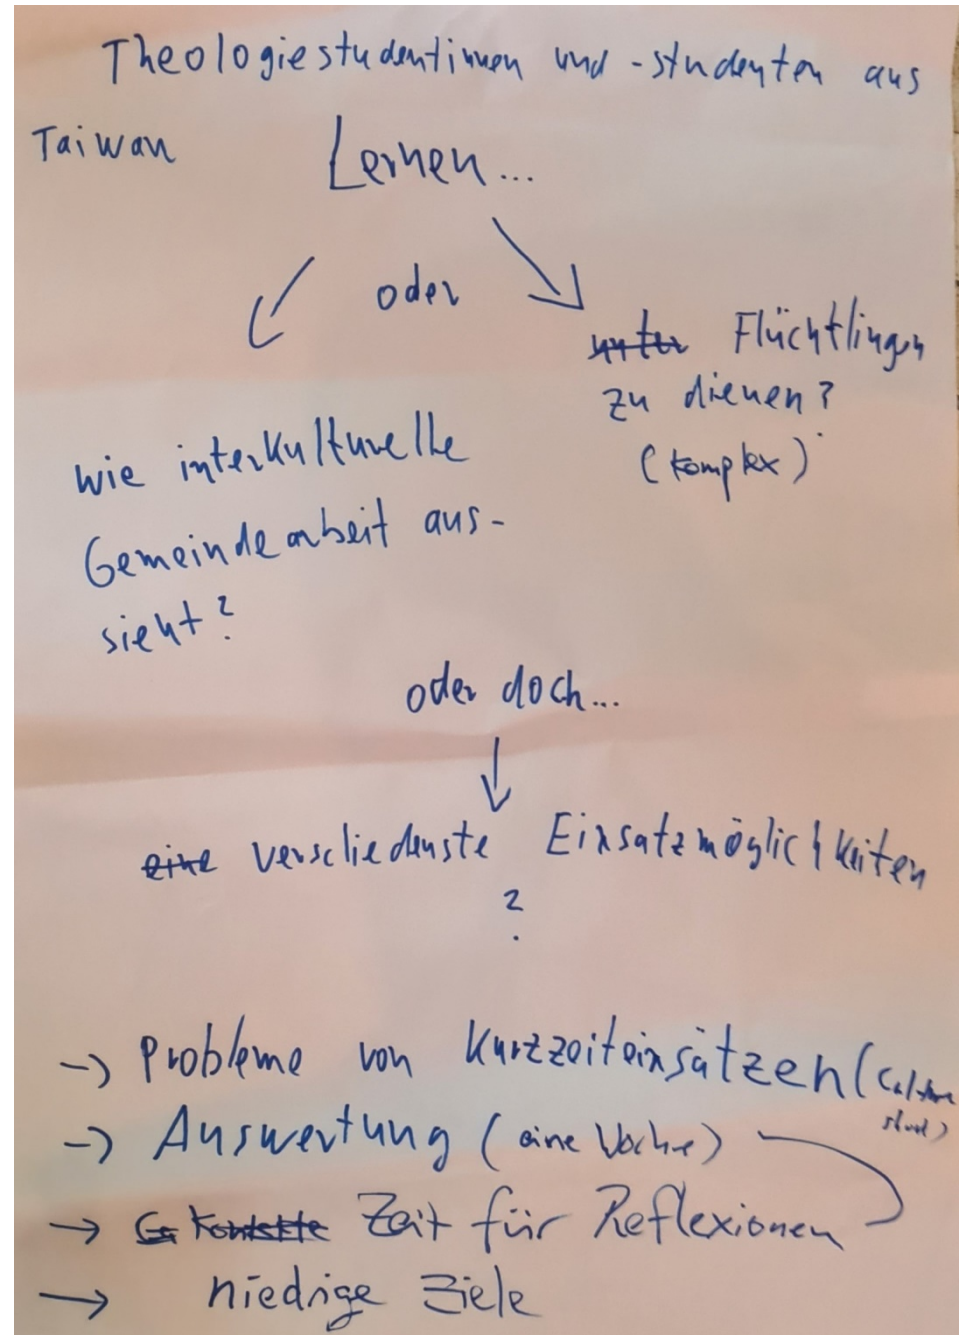 Theologiestudentinnen und -studenten aus
Taiwan Lernen...
oder
unter Flüchtlingen
zu dienen?
(komplex)
wie interkulturelle
Gemeindearbeit aus-
sieht?
oder doch...
eine verschiedenste Einsatzmöglichkeiten
?
-> Probleme von Kurzzeiteinsätzen (Culture
shock)
-> Auswertung (eine Woche)
-> Kontakte Zeit für Reflexionen
-> niedrige Ziele